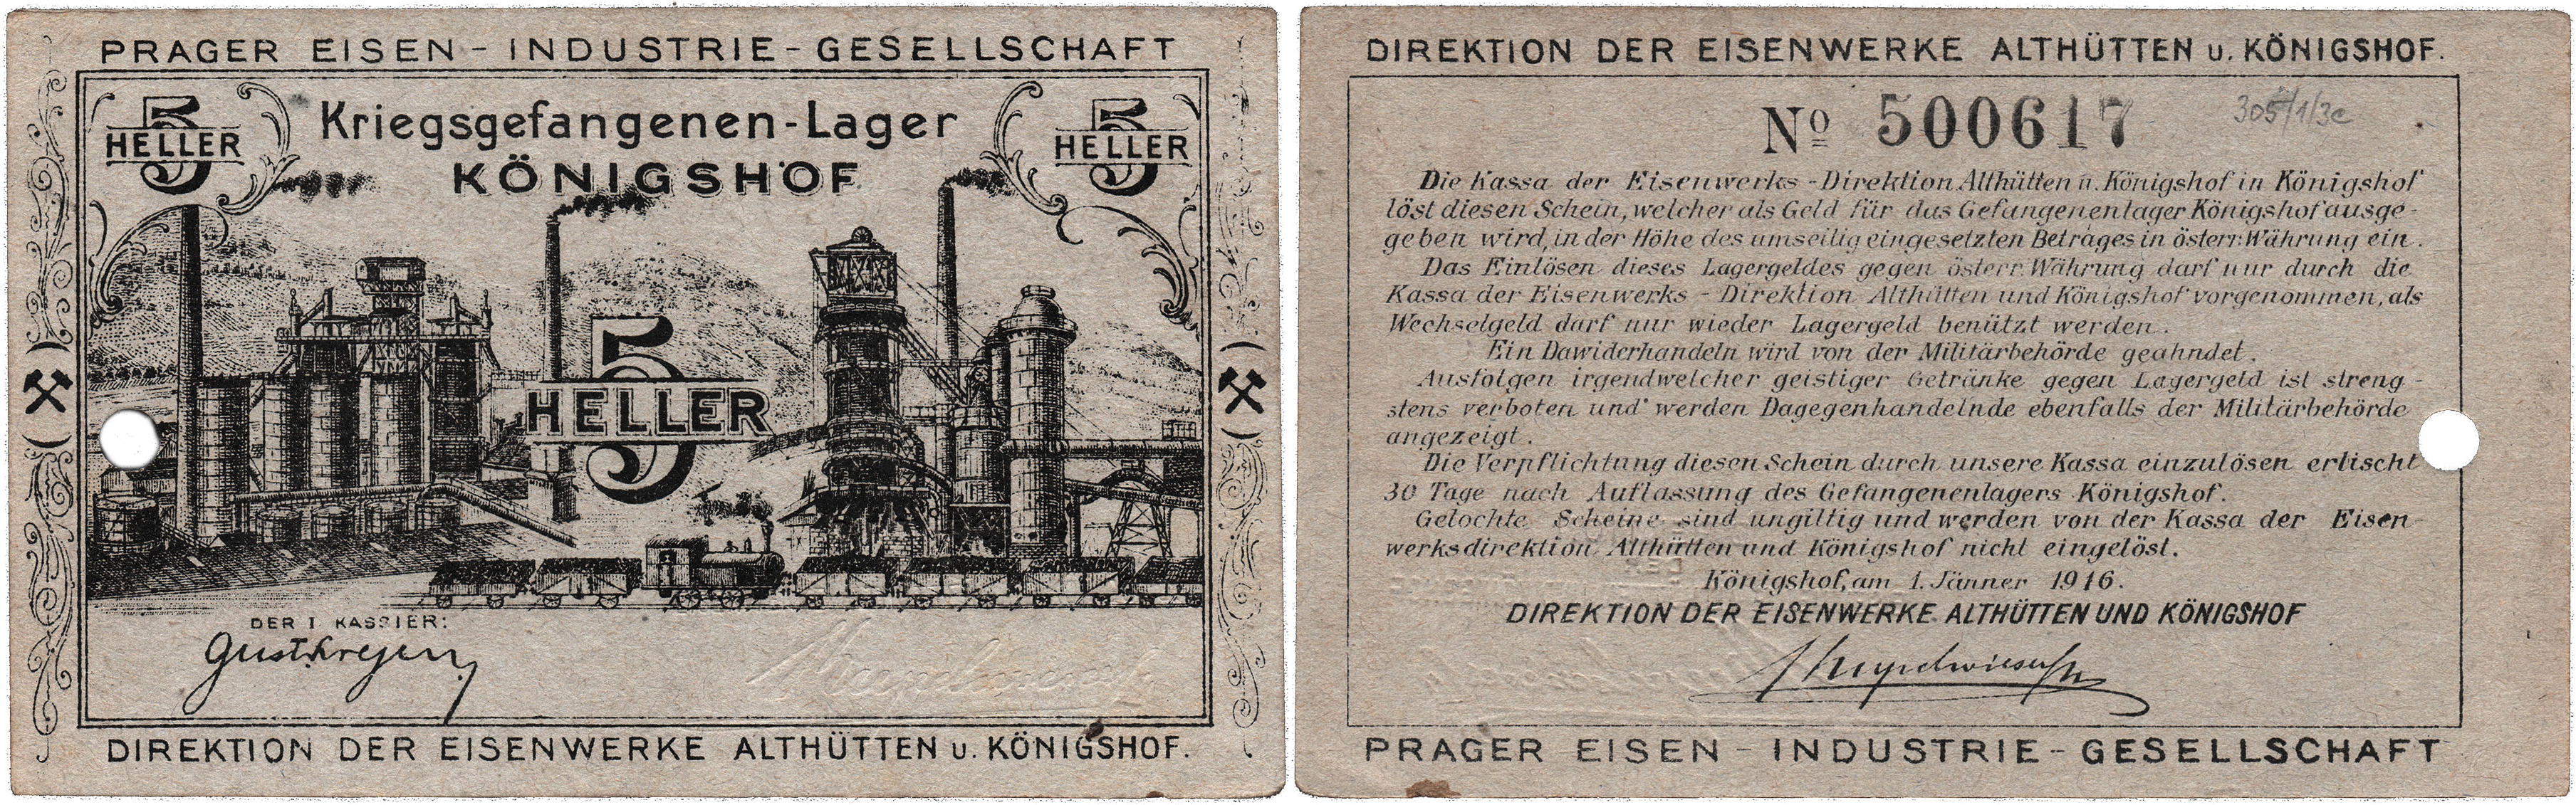 PRAGER EISEN - INDUSTRIE - GESELLSCHAFT
5 HELLER
Kriegsgefangenen-Lager
KÖNIGSHOF
5 HELLER
5 HELLER
DER I KASSIER:
DIREKTION DER EISENWERKE ALTHÜTTEN u. KÖNIGSHOF.
DIREKTION DER EISENWERKE ALTHÜTTEN u. KÖNIGSHOF.
No 500617
305/1/3c
Die Kassa der Eisenwerks-Direktion Althütten u. Königshof in Königshof
löst diesen Schein, welcher als Geld für das Gefangenenlager Königshof ausge-
geben wird, in der Höhe des umseitig eingesetzten Betrages in österr. Währung ein.
Das Einlösen dieses Lagergeldes gegen österr. Währung darf nur durch die
Kassa der Eisenwerks - Direktion Althütten und Königshof vorgenommen, als
Wechselgeld darf nur wieder Lagergeld benützt werden.
Ein Dawiderhandeln wird von der Militärbehörde geahndet.
Ausfolgen irgendwelcher geistiger Getränke gegen Lagergeld ist streng-
stens verboten und werden Dagegenhandelnde ebenfalls der Militärbehörde
angezeigt.
Die Verpflichtung diesen Schein durch unsere Kassa einzulösen erlischt
30 Tage nach Auflassung des Gefangenenlagers Königshof.
Gelochte Scheine sind ungiltig und werden von der Kassa der Eisen-
werksdirektion Althütten und Königshof nicht eingelöst.
Königshof, am 1. Jänner 1916.
DIREKTION DER EISENWERKE ALTHÜTTEN UND KÖNIGSHOF
PRAGER EISEN - INDUSTRIE - GESELLSCHAFT